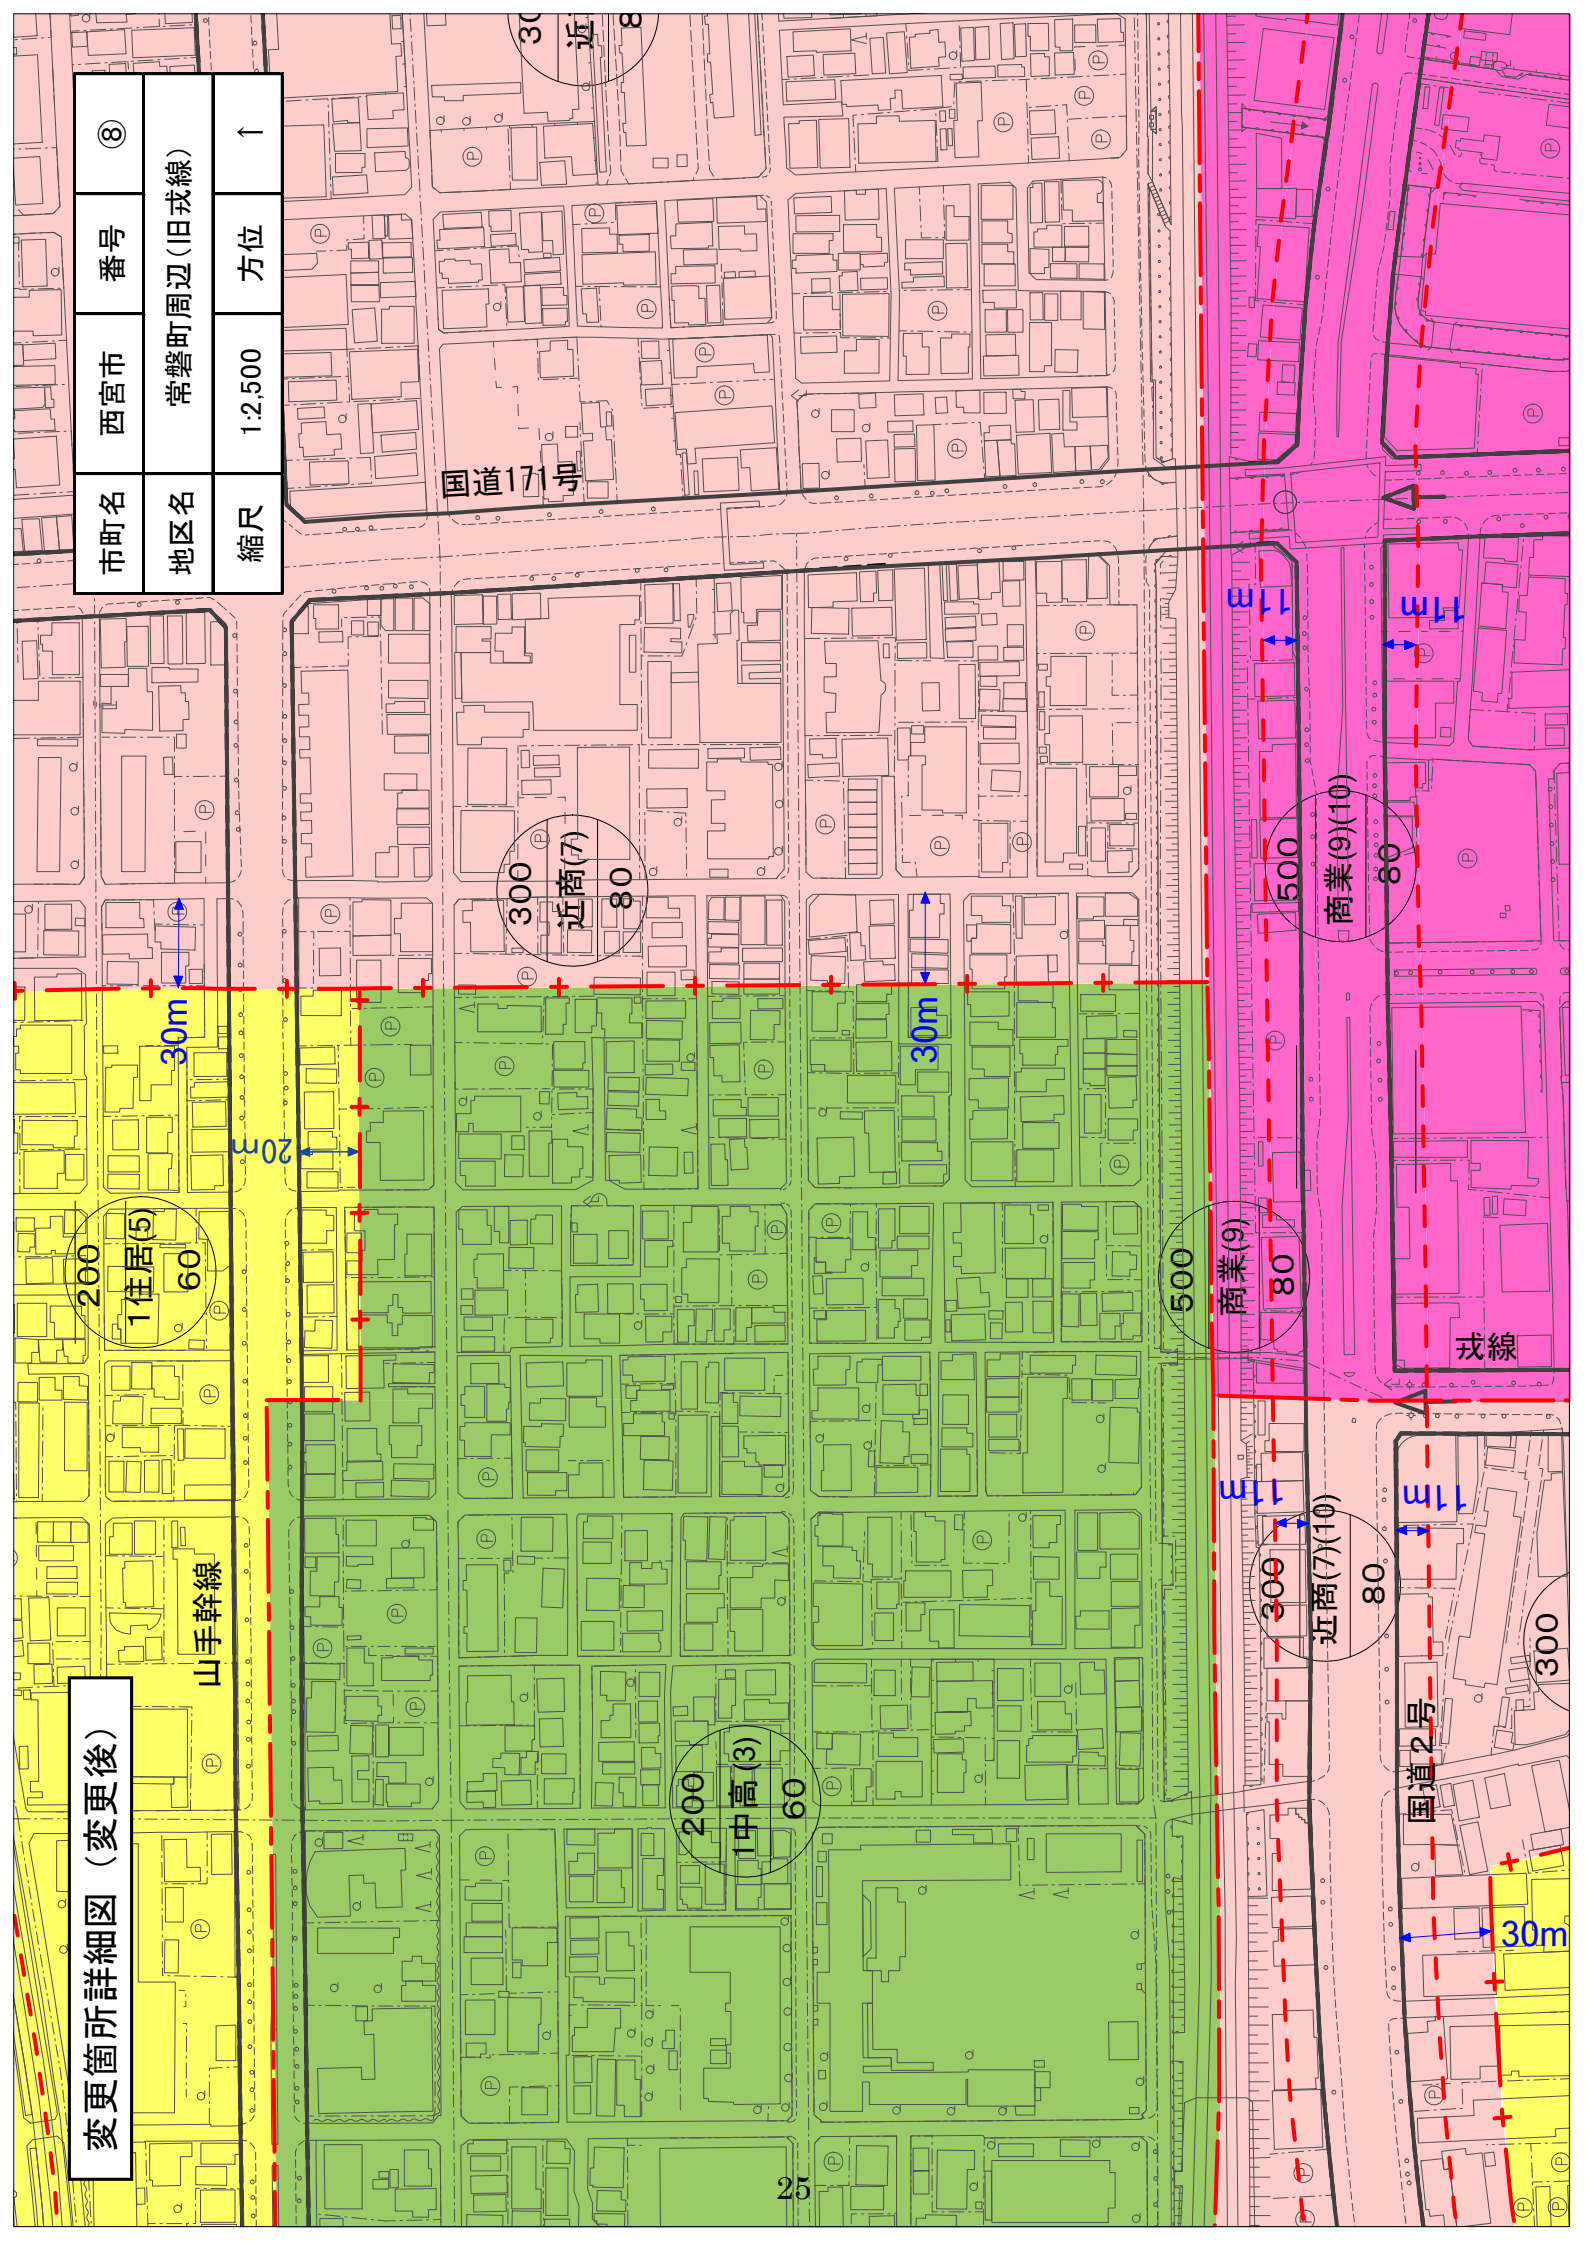 変更箇所詳細図（変更後）
市町名 西宮市 番号 ⑧
地区名 常磐町周辺(旧戎線)
縮尺 1:2,500 方位 ↑
山手幹線
200
1住居(5)
60
30m
20m
国道171号
300
近商(7)
80
30
近
8
30m
200
1中高(3)
60
500
商業(9)
80
500
商業(9)(10)
80
11m
11m
11m
11m
300
近商(7)(10)
80
戎線
国道2号
300
30m
25